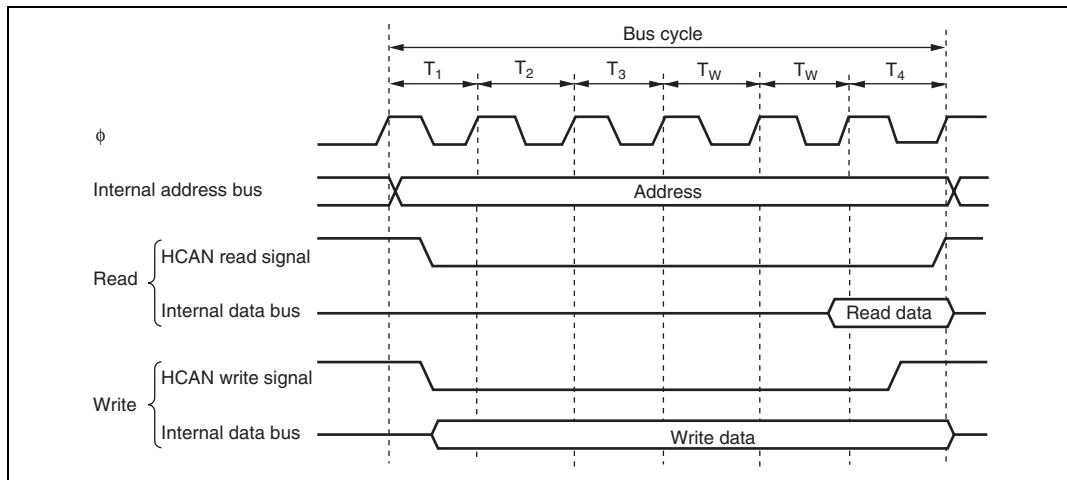 Bus cycle
T1 T2 T3 TW TW T4
ϕ
Internal address bus
Address
Read
HCAN read signal
Internal data bus
Read data
Write
HCAN write signal
Internal data bus
Write data